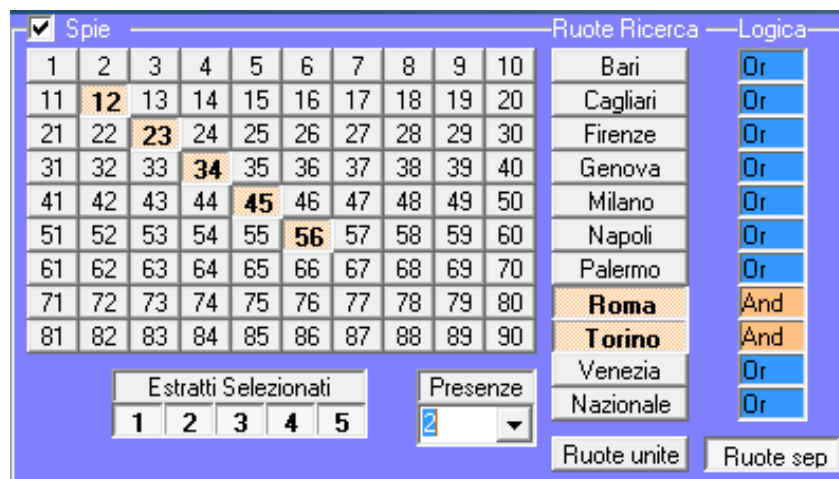 Spie Ruote Ricerca Logica
1 2 3 4 5 6 7 8 9 10 Bari Or
11 12 13 14 15 16 17 18 19 20 Cagliari Or
21 22 23 24 25 26 27 28 29 30 Firenze Or
31 32 33 34 35 36 37 38 39 40 Genova Or
41 42 43 44 45 46 47 48 49 50 Milano Or
51 52 53 54 55 56 57 58 59 60 Napoli Or
61 62 63 64 65 66 67 68 69 70 Palermo Or
71 72 73 74 75 76 77 78 79 80 Roma And
81 82 83 84 85 86 87 88 89 90 Torino And
Estratti Selezionati Presenze Venezia Or
1 2 3 4 5 2 Nazionale Or
Ruote unite Ruote sep